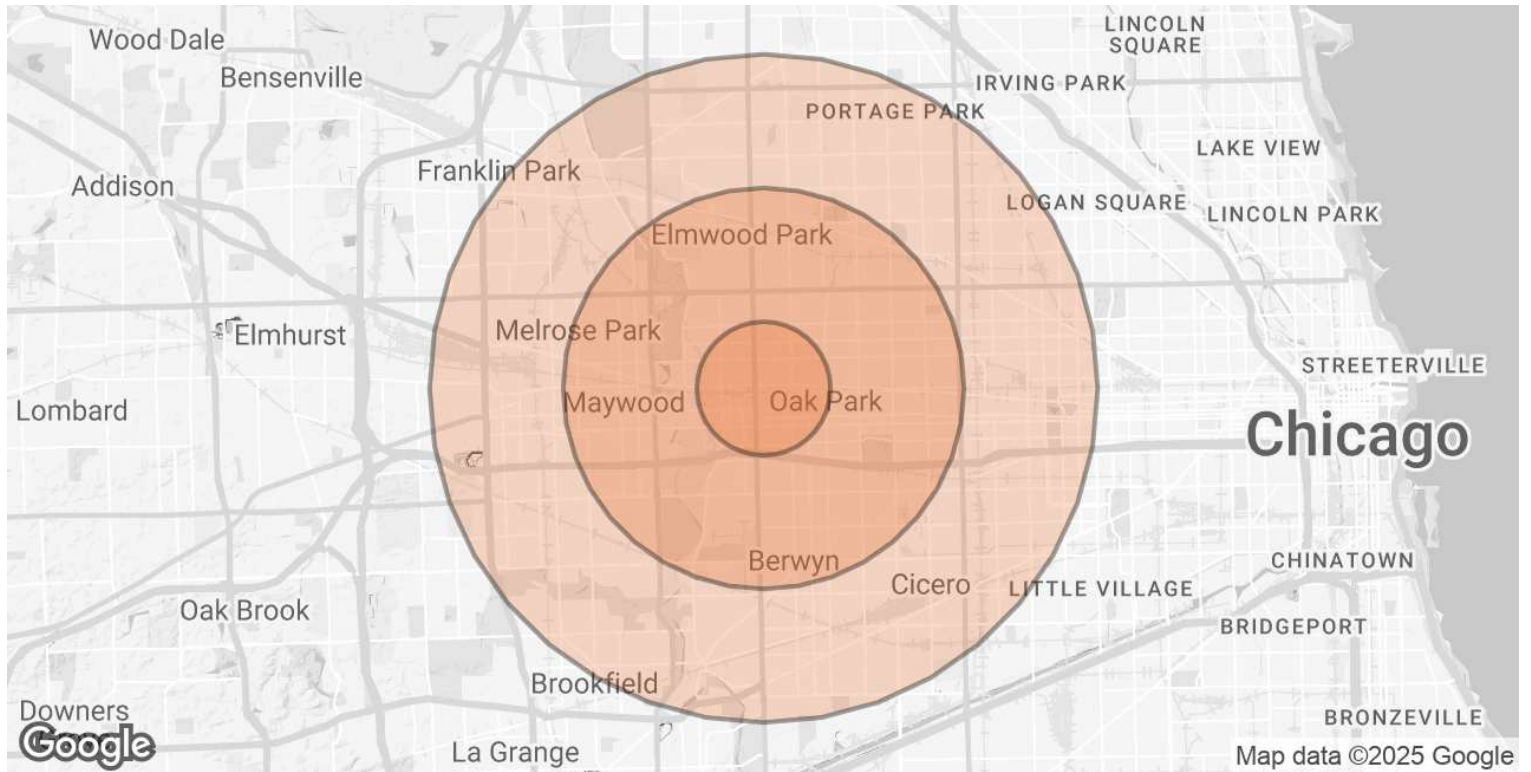 LINCOLN
SQUARE
Wood Dale
Bensenville
IRVING PARK
PORTAGE PARK
LAKE VIEW
Franklin Park
Addison
LOGAN SQUARE
LINCOLN PARK
Elmwood Park
Melrose Park
Elmhurst
STREETERVILLE
Lombard
Maywood
Oak Park
Chicago
Berwyn
CHINATOWN
Cicero
LITTLE VILLAGE
Oak Brook
BRIDGEPORT
Brookfield
Downers
BRONZEVILLE
Google
La Grange
Map data ©2025 Google